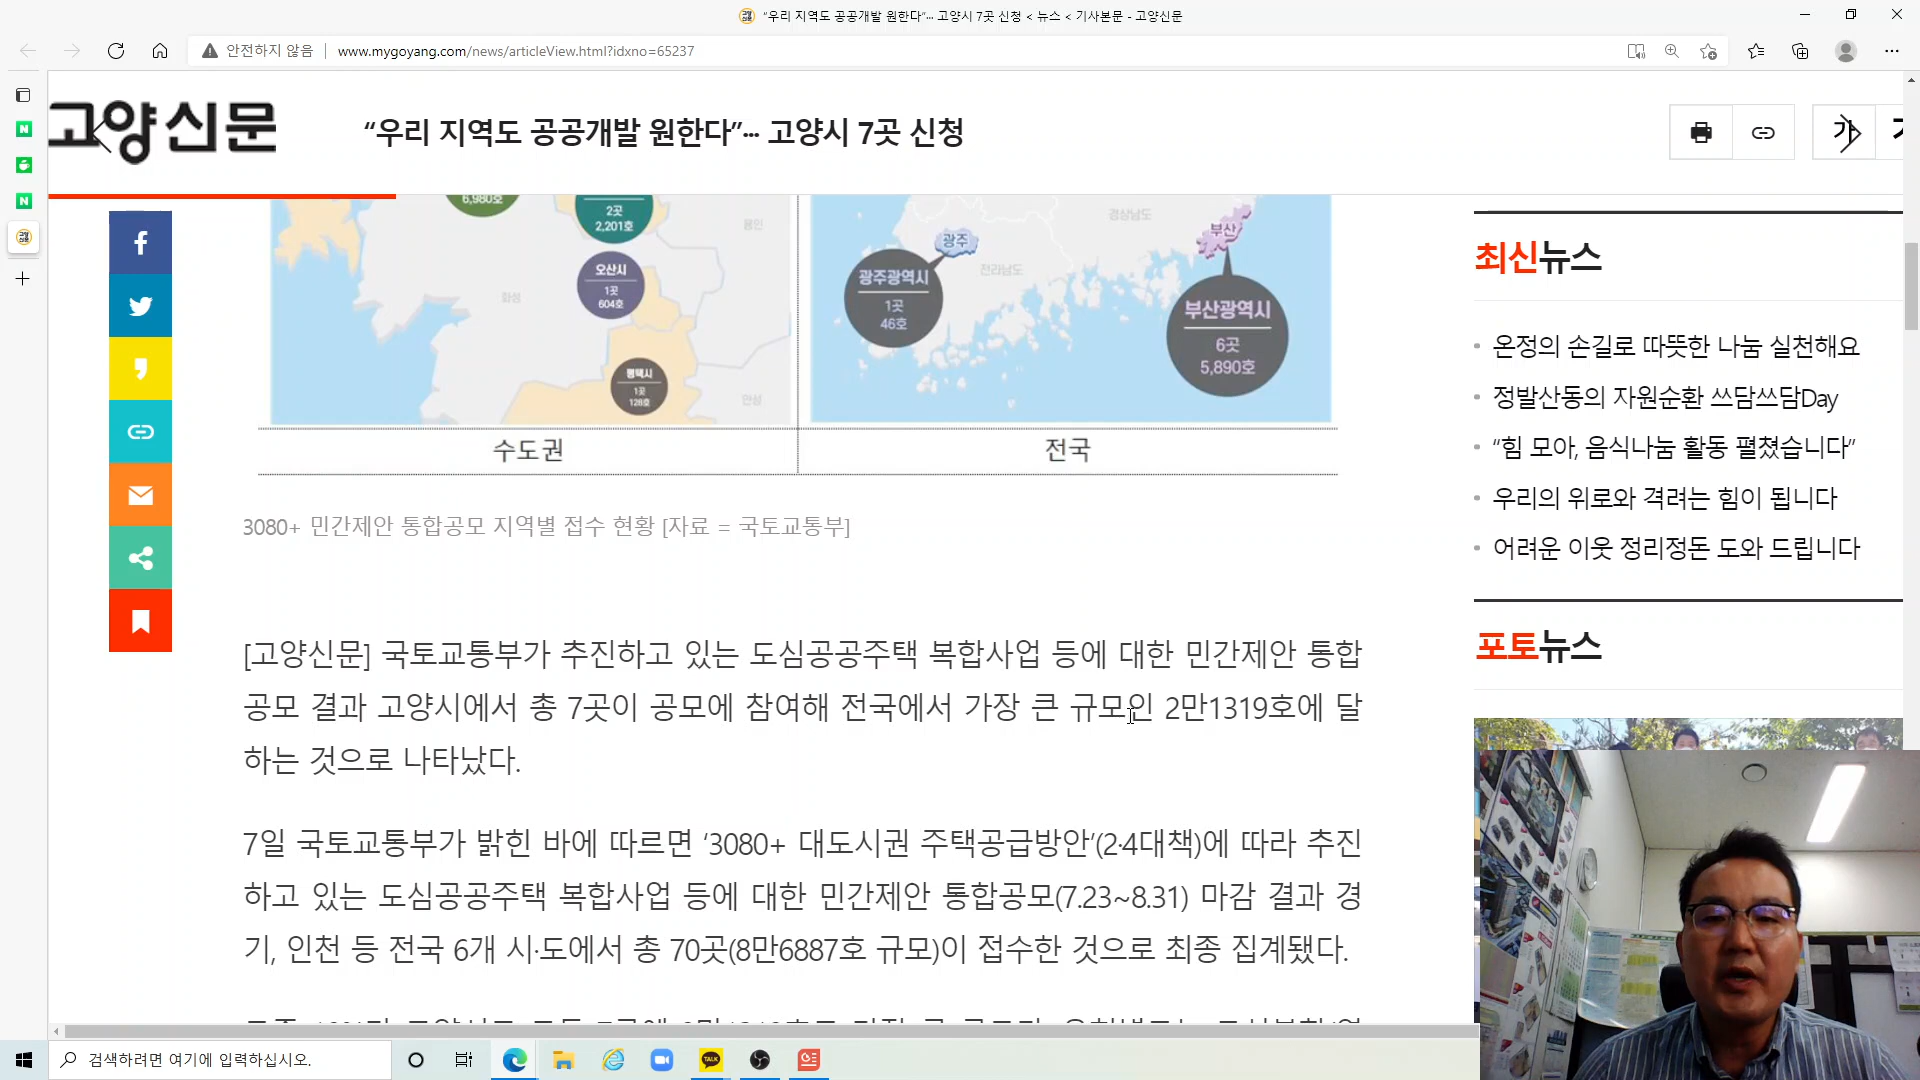 “우리 지역도 공공개발 원한다”… 고양시 7곳 신청 < 뉴스 < 기사본문 - 고양신문
안전하지 않음
www.mygoyang.com/news/articleView.html?idxno=65237
고양신문
“우리 지역도 공공개발 원한다”… 고양시 7곳 신청
가
6,980호
2곳
2,201호
용인
오산시
1곳
604호
화성
평택시
1곳
128호
안성
경상남도
광주
전라남도
부산
광주광역시
1곳
46호
부산광역시
6곳
5,890호
수도권
전국
3080+ 민간제안 통합공모 지역별 접수 현황 [자료 = 국토교통부]
[고양신문] 국토교통부가 추진하고 있는 도심공공주택 복합사업 등에 대한 민간제안 통합
공모 결과 고양시에서 총 7곳이 공모에 참여해 전국에서 가장 큰 규모인 2만1319호에 달
하는 것으로 나타났다.
7일 국토교통부가 밝힌 바에 따르면 ‘3080+ 대도시권 주택공급방안’(2·4대책)에 따라 추진
하고 있는 도심공공주택 복합사업 등에 대한 민간제안 통합공모(7.23~8.31) 마감 결과 경
기, 인천 등 전국 6개 시·도에서 총 70곳(8만6887호 규모)이 접수한 것으로 최종 집계됐다.
최신뉴스
온정의 손길로 따뜻한 나눔 실천해요
정발산동의 자원순환 쓰담쓰담Day
“힘 모아, 음식나눔 활동 펼쳤습니다”
우리의 위로와 격려는 힘이 됩니다
어려운 이웃 정리정돈 도와 드립니다
포토뉴스
검색하려면 여기에 입력하십시오.
TALK